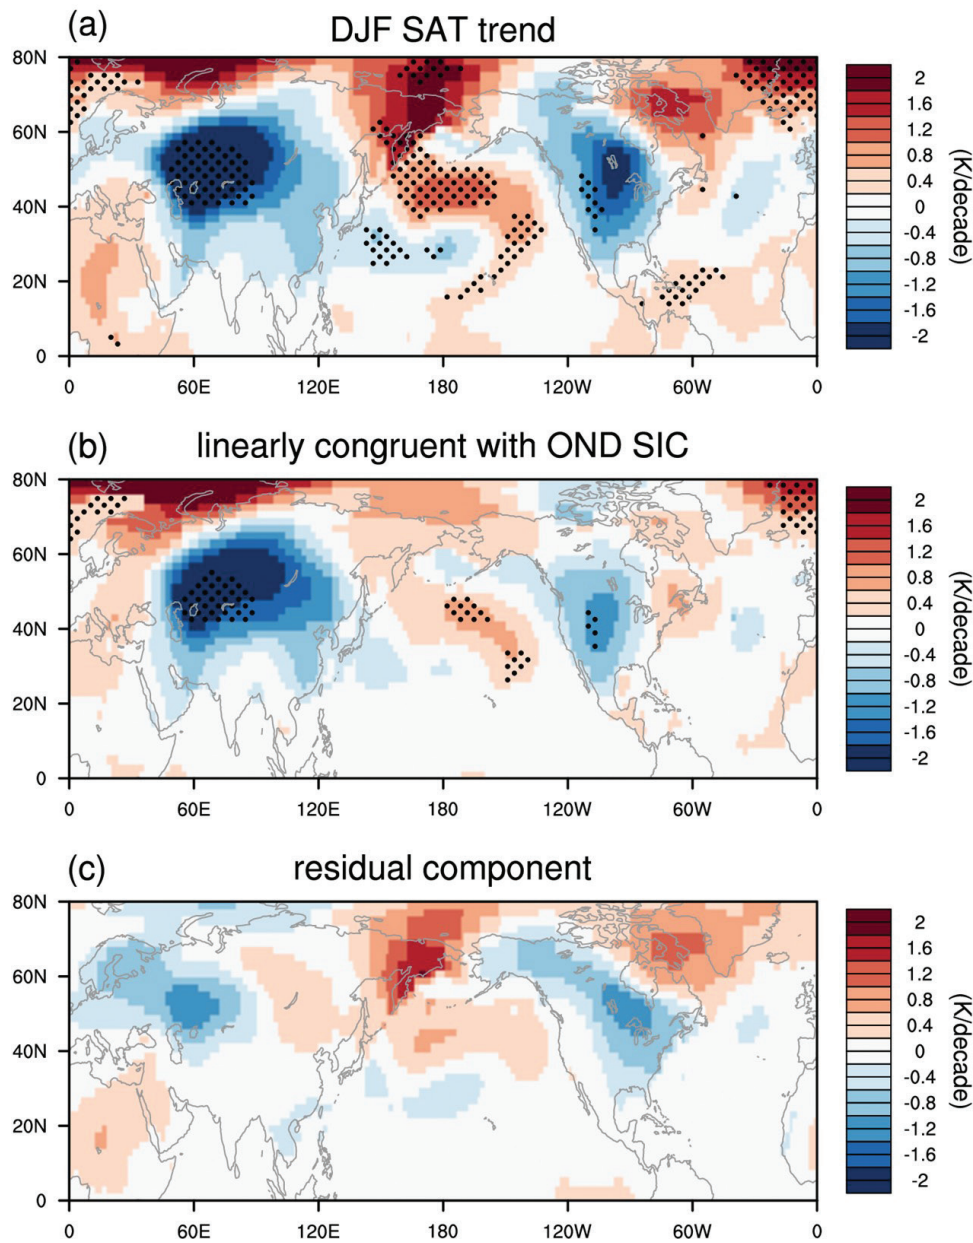 (a) DJF SAT trend
80N
60N
40N
20N
0
0 60E 120E 180 120W 60W 0
2
1.6
1.2
0.8
0.4
0
-0.4
-0.8
-1.2
-1.6
-2
(K/decade)
(b) linearly congruent with OND SIC
80N
60N
40N
20N
0
0 60E 120E 180 120W 60W 0
2
1.6
1.2
0.8
0.4
0
-0.4
-0.8
-1.2
-1.6
-2
(K/decade)
(c) residual component
80N
60N
40N
20N
0
0 60E 120E 180 120W 60W 0
2
1.6
1.2
0.8
0.4
0
-0.4
-0.8
-1.2
-1.6
-2
(K/decade)